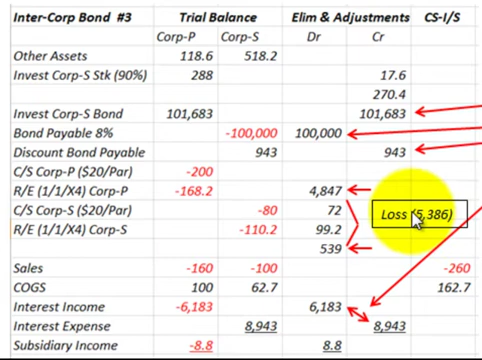 Inter-Corp Bond #3 Trial Balance Elim & Adjustments CS-I/S
Corp-P Corp-S Dr Cr
Other Assets 118.6 518.2
Invest Corp-S Stk (90%) 288 17.6
270.4
Invest Corp-S Bond 101,683 101,683
Bond Payable 8% -100,000 100,000
Discount Bond Payable 943 943
C/S Corp-P ($20/Par) -200
R/E (1/1/X4) Corp-P -168.2 4,847
C/S Corp-S ($20/Par) -80 72 Loss (5,386)
R/E (1/1/X4) Corp-S -110.2 99.2
539
Sales -160 -100 -260
COGS 100 62.7 162.7
Interest Income -6,183 6,183
Interest Expense 8,943 8,943
Subsidiary Income -8.8 8.8